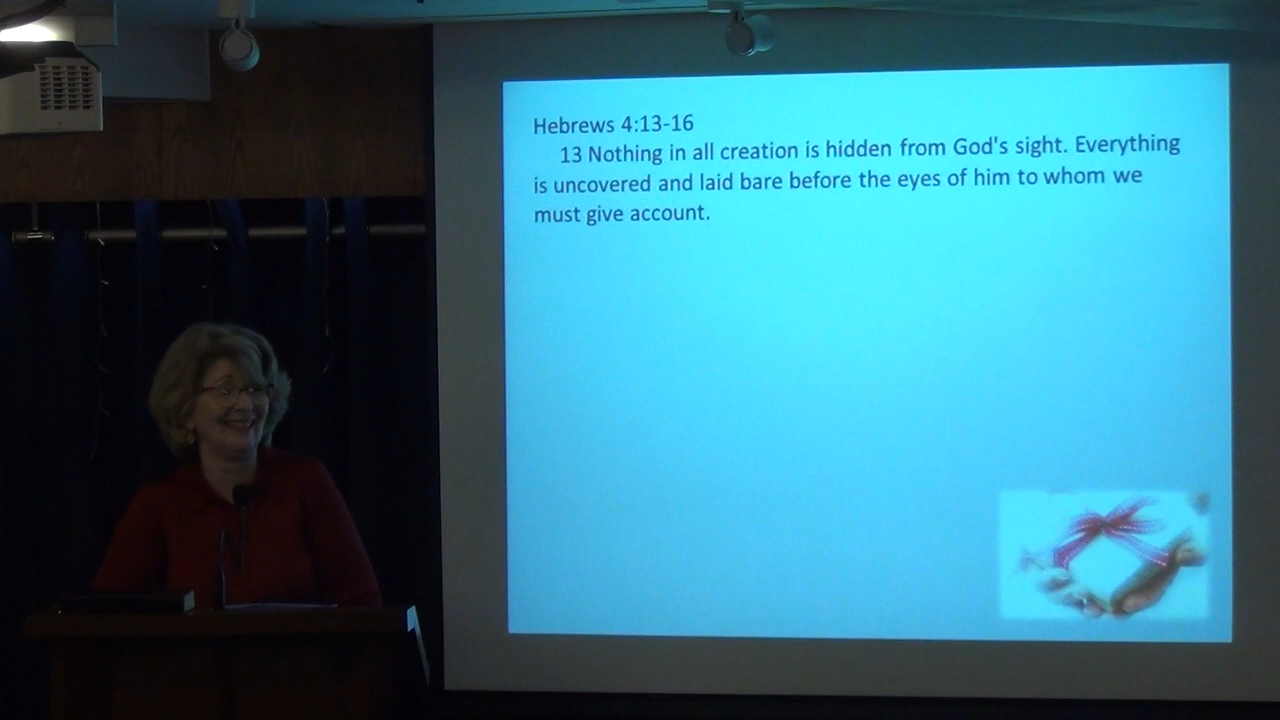 Hebrews 4:13-16
13 Nothing in all creation is hidden from God's sight. Everything
is uncovered and laid bare before the eyes of him to whom we
must give account.